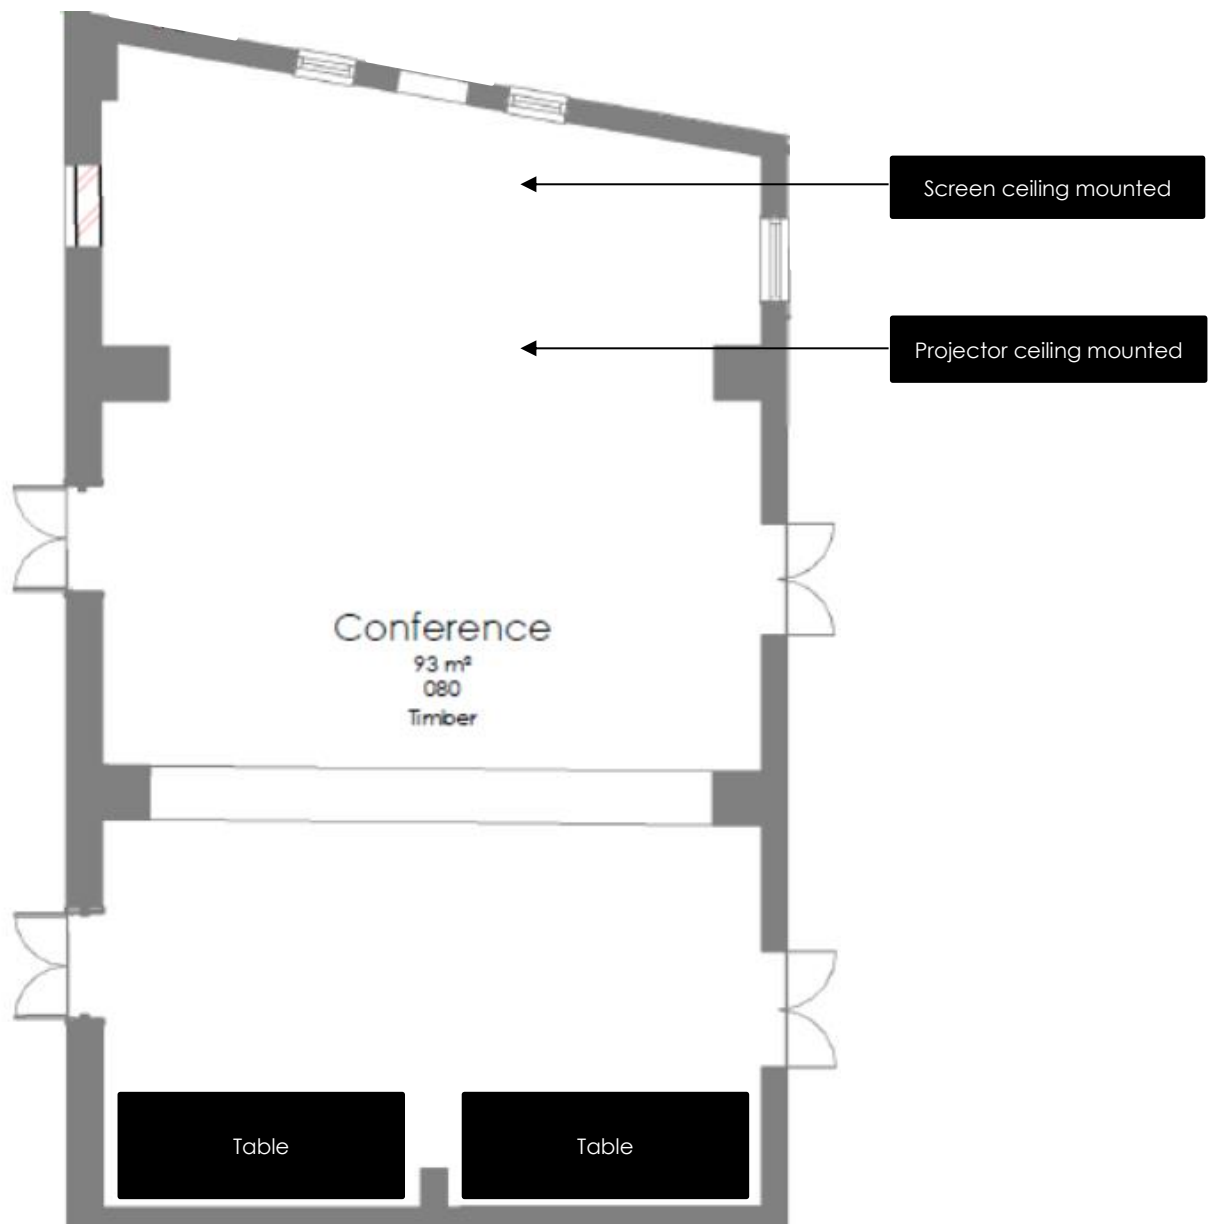 Screen ceiling mounted
Projector ceiling mounted
Conference
93 m²
080
Timber
Table
Table